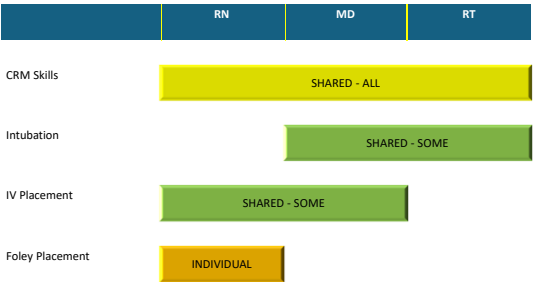 RN MD RT
CRM Skills SHARED - ALL
Intubation SHARED - SOME
IV Placement SHARED - SOME
Foley Placement INDIVIDUAL